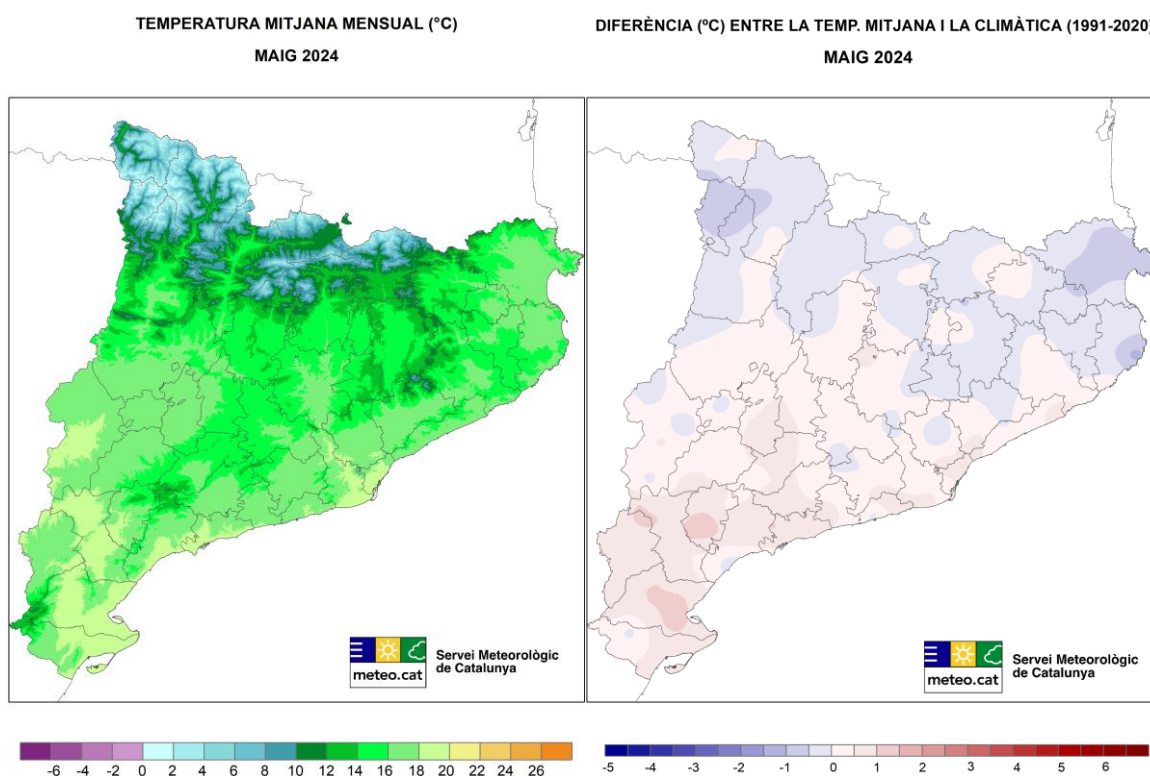 TEMPERATURA MITJANA MENSUAL (°C)
MAIG 2024
DIFERÈNCIA (ºC) ENTRE LA TEMP. MITJANA I LA CLIMÀTICA (1991-2020)
MAIG 2024
meteo.cat
Servei Meteorològic
de Catalunya
meteo.cat
Servei Meteorològic
de Catalunya
-6 -4 -2 0 2 4 6 8 10 12 14 16 18 20 22 24 26
-5 -4 -3 -2 -1 0 1 2 3 4 5 6